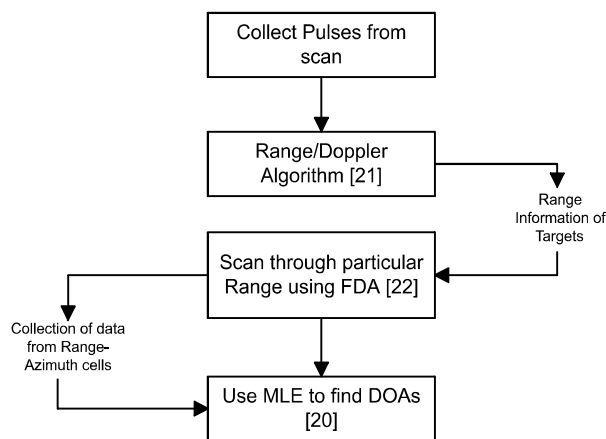 Collect Pulses from
scan
Range/Doppler
Algorithm [21]
Range
Information of
Targets
Scan through particular
Range using FDA [22]
Collection of data
from Range-
Azimuth cells
Use MLE to find DOAs
[20]